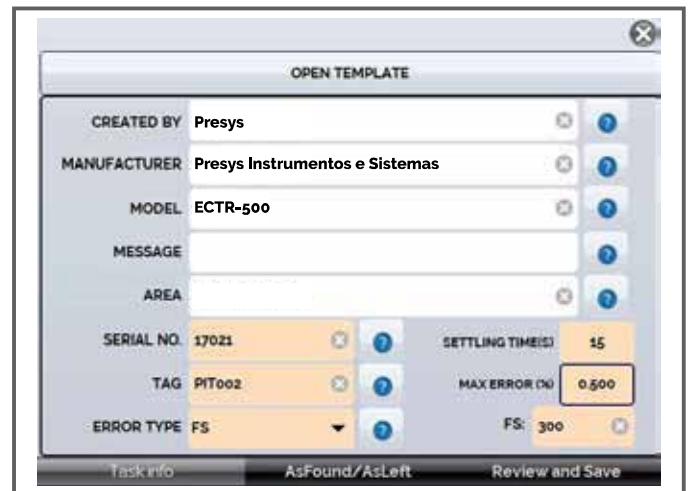 OPEN TEMPLATE
CREATED BY Presys
MANUFACTURER Presys Instrumentos e Sistemas
MODEL ECTR-500
MESSAGE
AREA
SERIAL NO. 17021 SETTLING TIME(S) 15
TAG PIT002 MAX ERROR (%) 0.500
ERROR TYPE FS FS: 300
Task info AsFound/AsLeft Review and Save